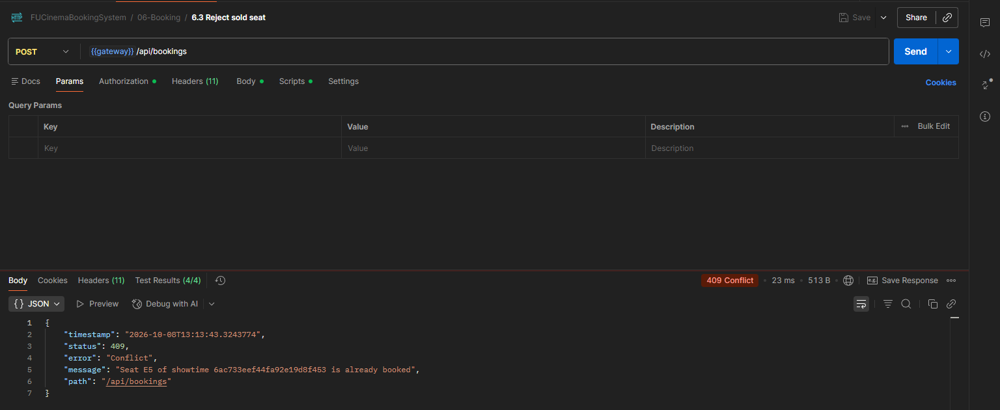 HTTP FUCinemaBookingSystem / 06-Booking / 6.3 Reject sold seat Save Share
POST {{gateway}} /api/bookings Send
Docs Params Authorization Headers (11) Body Scripts Settings Cookies
Query Params
Key Value Description Bulk Edit
Key Value Description
Body Cookies Headers (11) Test Results (4/4) 409 Conflict 23 ms 513 B e.g. Save Response
{} JSON Preview Debug with AI
1 {
2 "timestamp": "2026-10-08T13:13:43.3243774",
3 "status": 409,
4 "error": "Conflict",
5 "message": "Seat E5 of showtime 6ac733eef44fa92e19d8f453 is already booked",
6 "path": "/api/bookings"
7 }